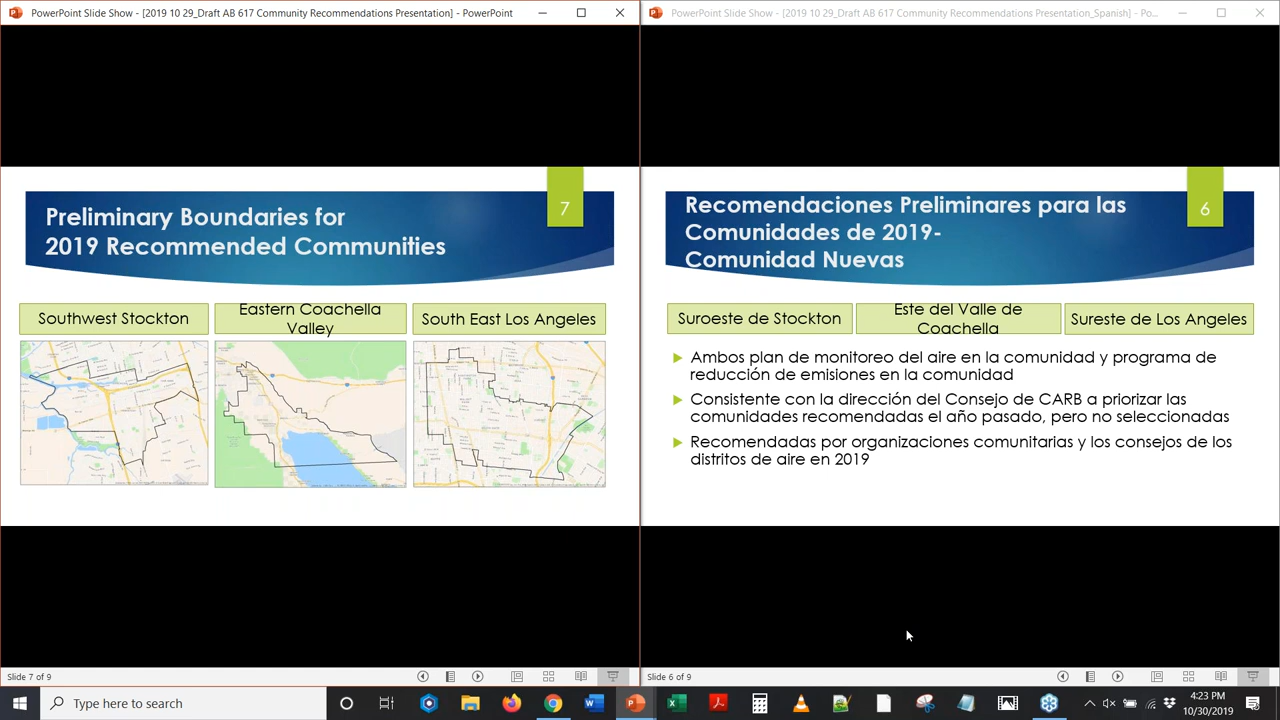 PowerPoint Slide Show - [2019 10 29_Draft AB 617 Community Recommendations Presentation] - PowerPoint
7
Preliminary Boundaries for
2019 Recommended Communities
Southwest Stockton
Eastern Coachella
Valley
South East Los Angeles
Slide 7 of 9
PowerPoint Slide Show - [2019 10 29_Draft AB 617 Community Recommendations Presentation_Spanish] - Po...
6
Recomendaciones Preliminares para las
Comunidades de 2019-
Comunidad Nuevas
Suroeste de Stockton
Este del Valle de
Coachella
Sureste de Los Angeles
Ambos plan de monitoreo del aire en la comunidad y programa de
reducción de emisiones en la comunidad
Consistente con la dirección del Consejo de CARB a priorizar las
comunidades recomendadas el año pasado, pero no seleccionadas
Recomendadas por organizaciones comunitarias y los consejos de los
distritos de aire en 2019
Slide 6 of 9
Type here to search
4:23 PM
10/30/2019